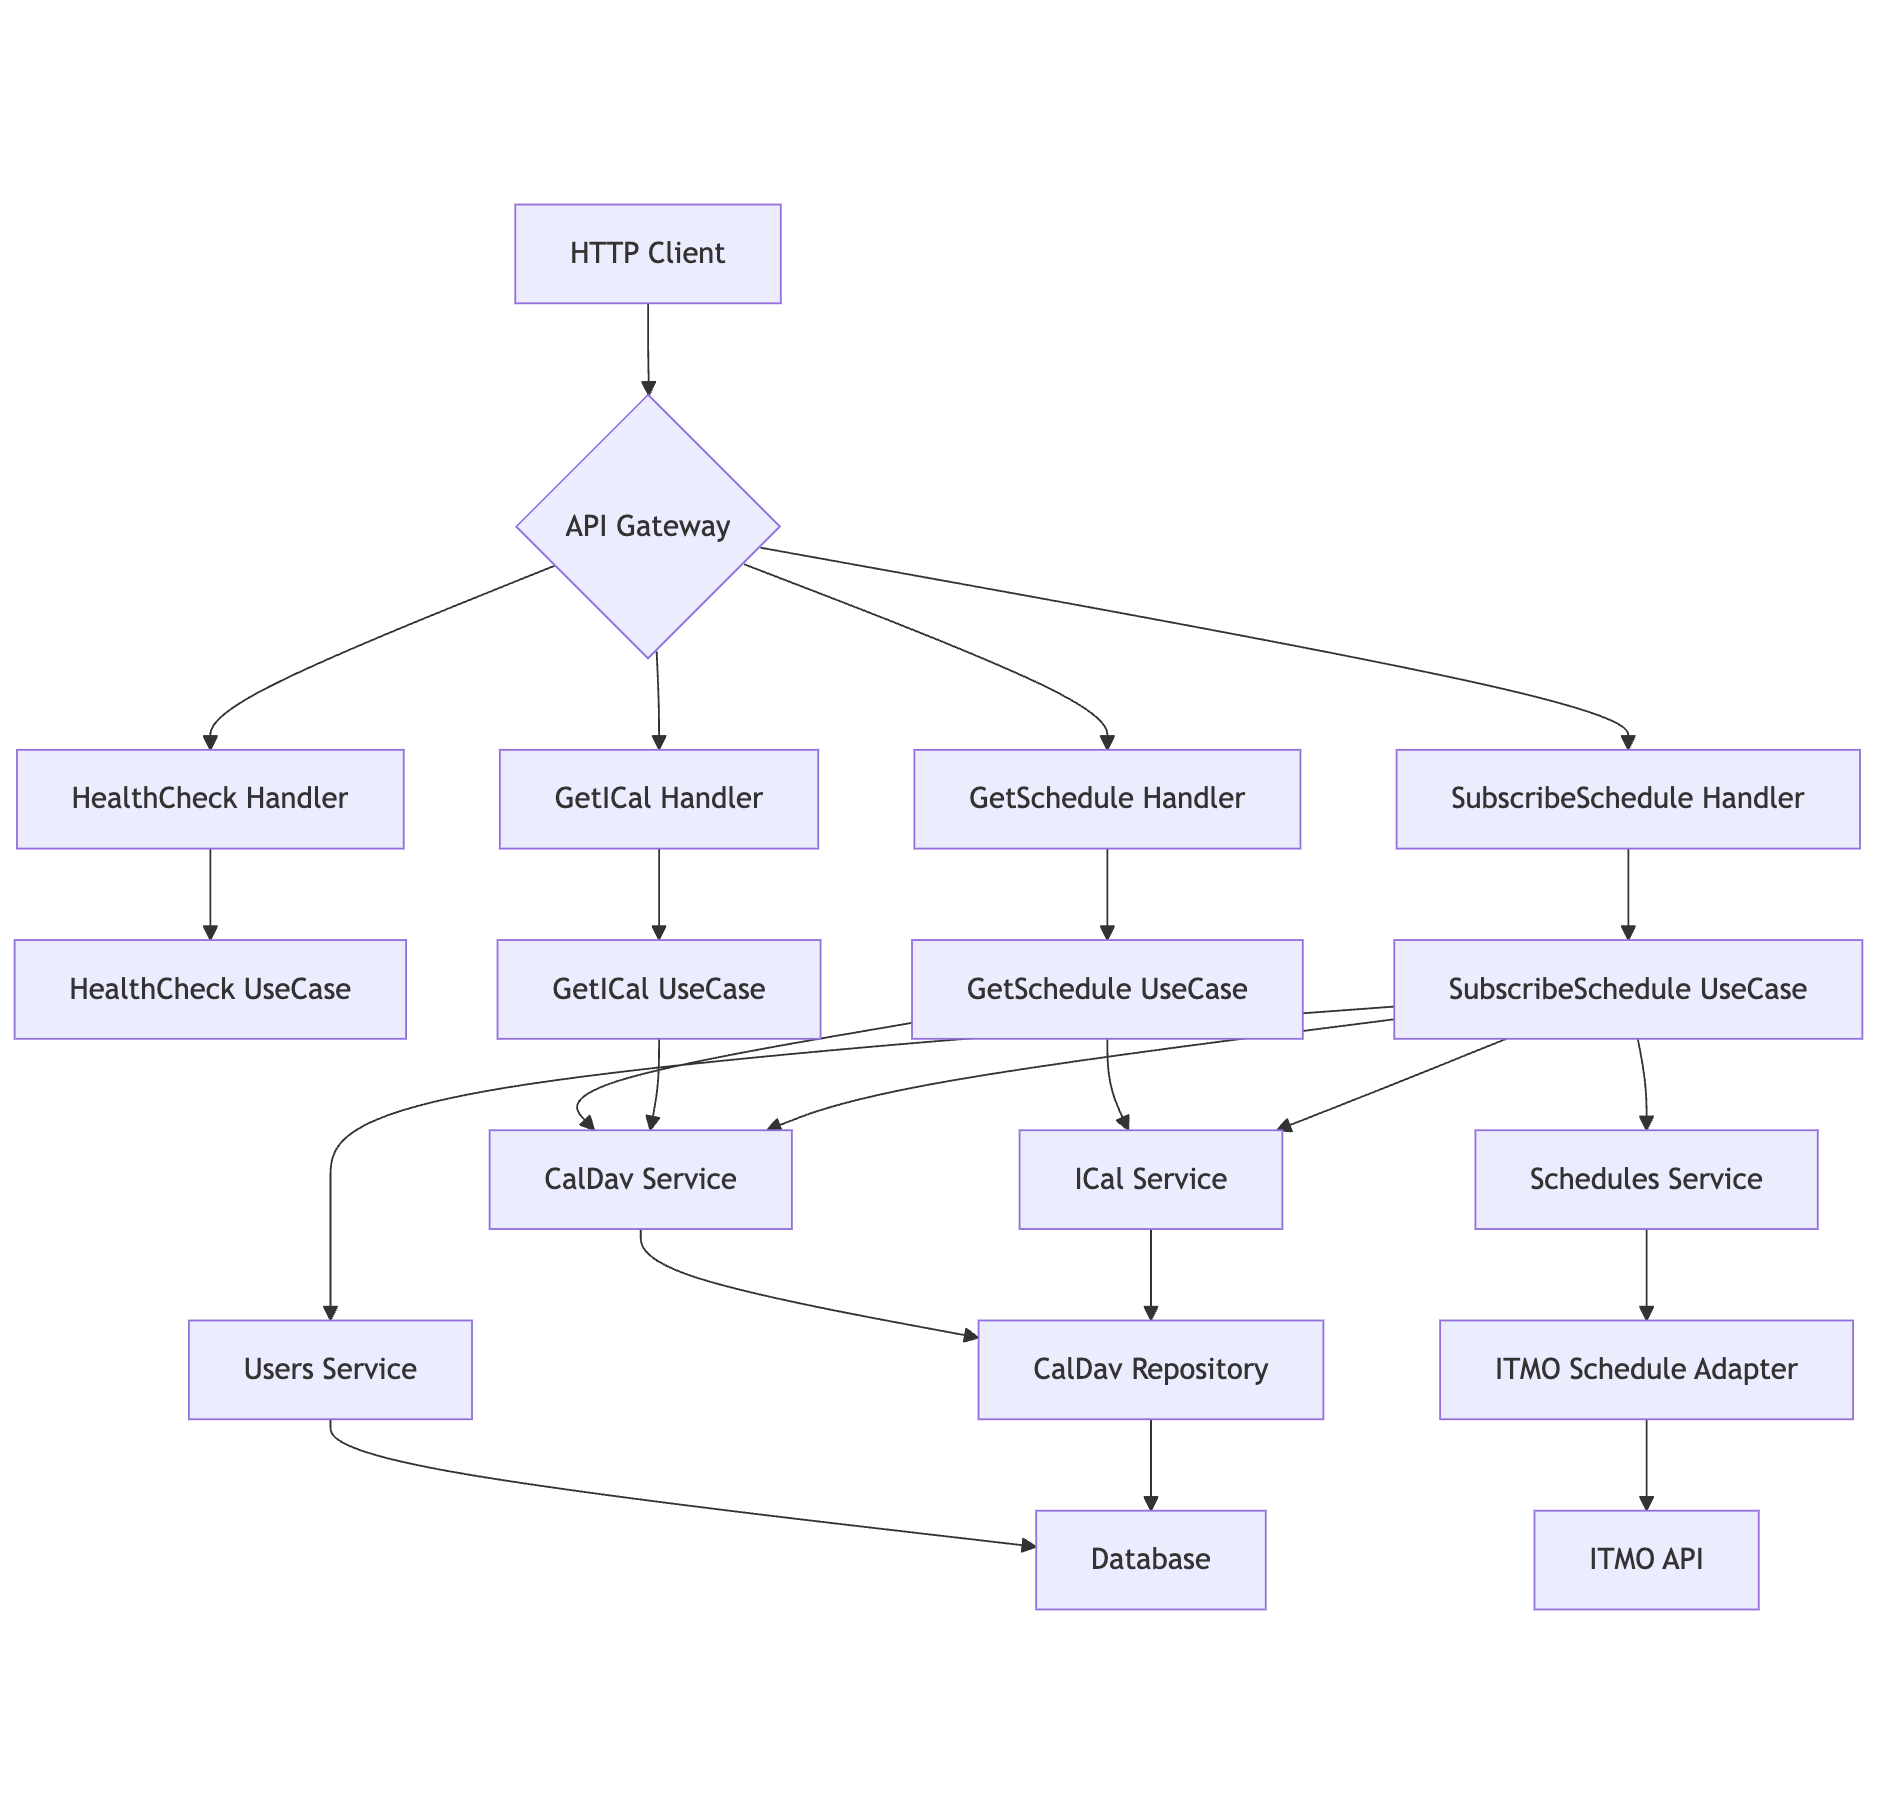 HTTP Client
API Gateway
HealthCheck Handler
GetICal Handler
GetSchedule Handler
SubscribeSchedule Handler
HealthCheck UseCase
GetICal UseCase
GetSchedule UseCase
SubscribeSchedule UseCase
CalDav Service
ICal Service
Schedules Service
Users Service
CalDav Repository
ITMO Schedule Adapter
Database
ITMO API